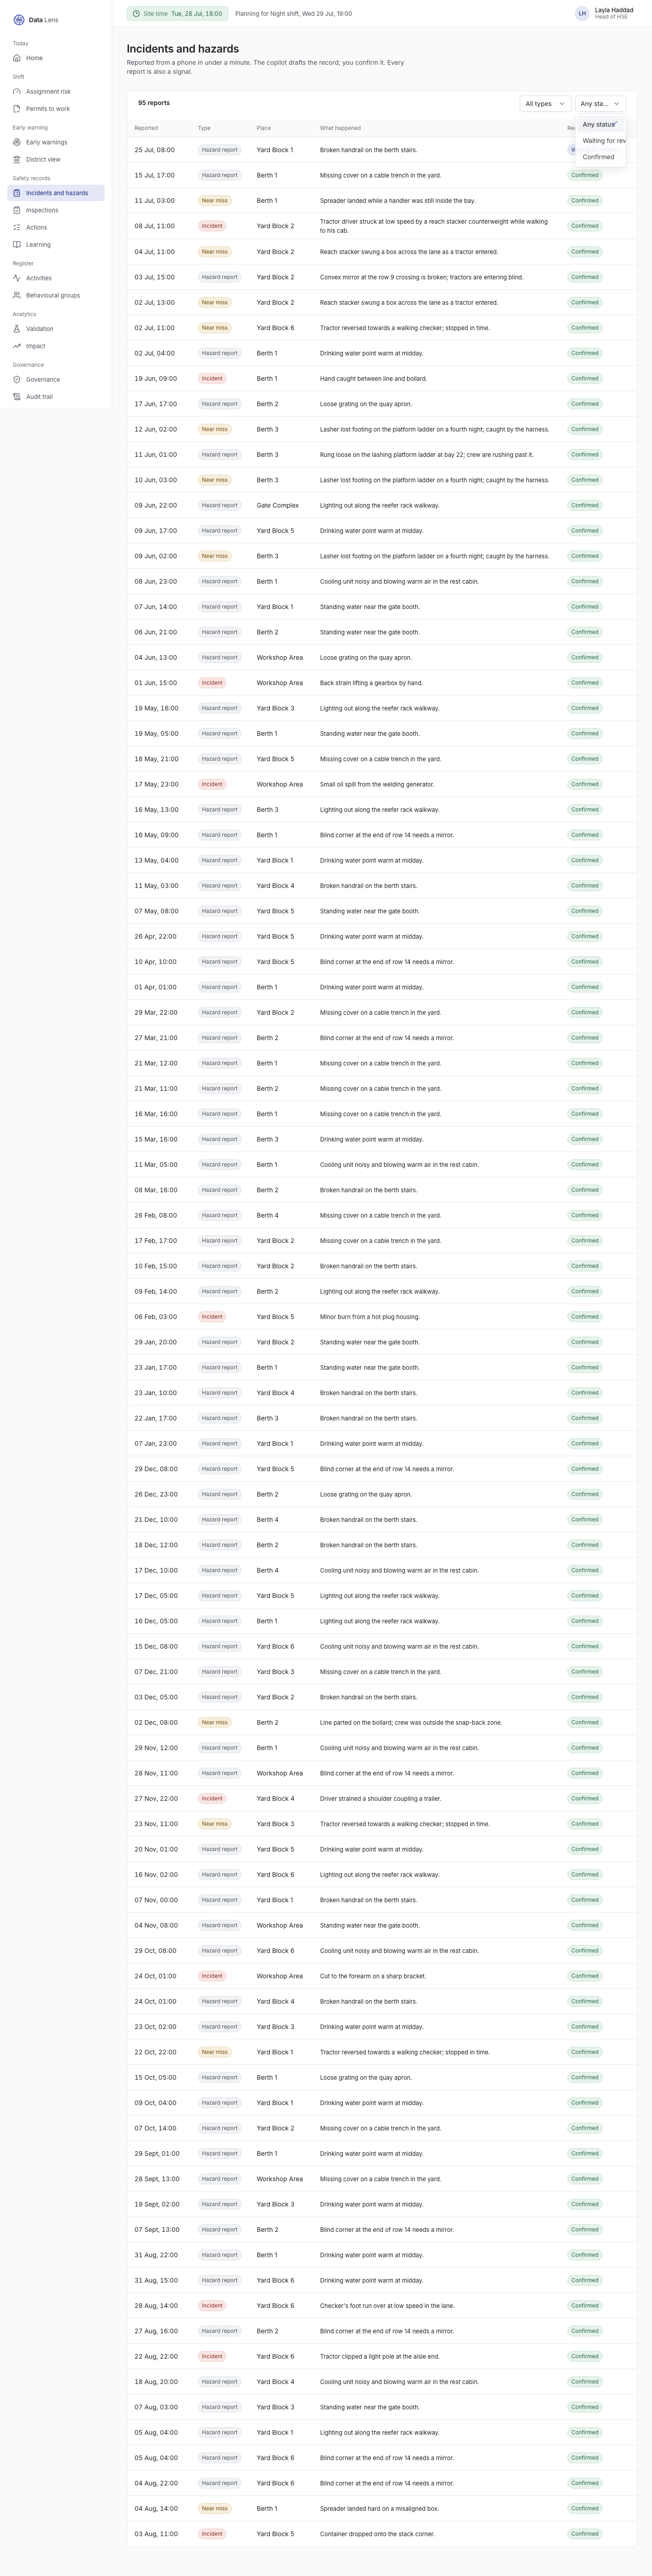 Data Lens
Today
Home
Shift
Assignment risk
Permits to work
Early warning
Early warnings
District view
Safety records
Incidents and hazards
Inspections
Actions
Learning
Register
Activities
Behavioural groups
Analytics
Validation
Impact
Governance
Governance
Audit trail
Site time Tue, 28 Jul, 18:00
Planning for Night shift, Wed 29 Jul, 19:00
LH
Layla Haddad
Head of HSE
Incidents and hazards
Reported from a phone in under a minute. The copilot drafts the record; you confirm it. Every
report is also a signal.
95 reports
All types
Any sta...
Any status
Waiting for rev
Confirmed
Reported Type Place What happened
25 Jul, 08:00 Hazard report Yard Block 1 Broken handrail on the berth stairs.
15 Jul, 17:00 Hazard report Berth 1 Missing cover on a cable trench in the yard. Confirmed
11 Jul, 03:00 Near miss Berth 1 Spreader landed while a handler was still inside the bay. Confirmed
08 Jul, 11:00 Incident Yard Block 2 Tractor driver struck at low speed by a reach stacker counterweight while walking
to his cab. Confirmed
04 Jul, 11:00 Near miss Yard Block 2 Reach stacker swung a box across the lane as a tractor entered. Confirmed
03 Jul, 15:00 Hazard report Yard Block 2 Convex mirror at the row 9 crossing is broken; tractors are entering blind. Confirmed
02 Jul, 13:00 Near miss Yard Block 2 Reach stacker swung a box across the lane as a tractor entered. Confirmed
02 Jul, 11:00 Near miss Yard Block 6 Tractor reversed towards a walking checker; stopped in time. Confirmed
02 Jul, 04:00 Hazard report Berth 1 Drinking water point warm at midday. Confirmed
19 Jun, 09:00 Incident Berth 1 Hand caught between line and bollard. Confirmed
17 Jun, 17:00 Hazard report Berth 2 Loose grating on the quay apron. Confirmed
12 Jun, 02:00 Near miss Berth 3 Lasher lost footing on the platform ladder on a fourth night; caught by the harness. Confirmed
11 Jun, 01:00 Hazard report Berth 3 Rung loose on the lashing platform ladder at bay 22; crew are rushing past it. Confirmed
10 Jun, 03:00 Near miss Berth 3 Lasher lost footing on the platform ladder on a fourth night; caught by the harness. Confirmed
09 Jun, 22:00 Hazard report Gate Complex Lighting out along the reefer rack walkway. Confirmed
09 Jun, 17:00 Hazard report Yard Block 5 Drinking water point warm at midday. Confirmed
09 Jun, 02:00 Near miss Berth 3 Lasher lost footing on the platform ladder on a fourth night; caught by the harness. Confirmed
08 Jun, 23:00 Hazard report Berth 1 Cooling unit noisy and blowing warm air in the rest cabin. Confirmed
07 Jun, 14:00 Hazard report Yard Block 1 Standing water near the gate booth. Confirmed
06 Jun, 21:00 Hazard report Berth 2 Standing water near the gate booth. Confirmed
04 Jun, 13:00 Hazard report Workshop Area Loose grating on the quay apron. Confirmed
01 Jun, 15:00 Incident Workshop Area Back strain lifting a gearbox by hand. Confirmed
19 May, 16:00 Hazard report Yard Block 3 Lighting out along the reefer rack walkway. Confirmed
19 May, 05:00 Hazard report Berth 1 Standing water near the gate booth. Confirmed
18 May, 21:00 Hazard report Yard Block 5 Missing cover on a cable trench in the yard. Confirmed
17 May, 23:00 Incident Workshop Area Small oil spill from the welding generator. Confirmed
16 May, 13:00 Hazard report Berth 3 Lighting out along the reefer rack walkway. Confirmed
16 May, 09:00 Hazard report Berth 1 Blind corner at the end of row 14 needs a mirror. Confirmed
13 May, 04:00 Hazard report Yard Block 1 Drinking water point warm at midday. Confirmed
11 May, 03:00 Hazard report Yard Block 4 Broken handrail on the berth stairs. Confirmed
07 May, 08:00 Hazard report Yard Block 5 Standing water near the gate booth. Confirmed
26 Apr, 22:00 Hazard report Yard Block 5 Drinking water point warm at midday. Confirmed
10 Apr, 10:00 Hazard report Yard Block 5 Blind corner at the end of row 14 needs a mirror. Confirmed
01 Apr, 01:00 Hazard report Berth 1 Drinking water point warm at midday. Confirmed
29 Mar, 22:00 Hazard report Yard Block 2 Missing cover on a cable trench in the yard. Confirmed
27 Mar, 21:00 Hazard report Berth 2 Blind corner at the end of row 14 needs a mirror. Confirmed
21 Mar, 12:00 Hazard report Berth 1 Missing cover on a cable trench in the yard. Confirmed
21 Mar, 11:00 Hazard report Berth 2 Missing cover on a cable trench in the yard. Confirmed
16 Mar, 16:00 Hazard report Berth 1 Missing cover on a cable trench in the yard. Confirmed
15 Mar, 16:00 Hazard report Berth 3 Drinking water point warm at midday. Confirmed
11 Mar, 05:00 Hazard report Berth 1 Cooling unit noisy and blowing warm air in the rest cabin. Confirmed
08 Mar, 16:00 Hazard report Berth 2 Broken handrail on the berth stairs. Confirmed
26 Feb, 08:00 Hazard report Berth 4 Missing cover on a cable trench in the yard. Confirmed
17 Feb, 17:00 Hazard report Yard Block 2 Missing cover on a cable trench in the yard. Confirmed
10 Feb, 15:00 Hazard report Yard Block 2 Broken handrail on the berth stairs. Confirmed
09 Feb, 14:00 Hazard report Berth 2 Lighting out along the reefer rack walkway. Confirmed
06 Feb, 03:00 Incident Yard Block 5 Minor burn from a hot plug housing. Confirmed
29 Jan, 20:00 Hazard report Yard Block 2 Standing water near the gate booth. Confirmed
23 Jan, 17:00 Hazard report Berth 1 Standing water near the gate booth. Confirmed
23 Jan, 10:00 Hazard report Yard Block 4 Broken handrail on the berth stairs. Confirmed
22 Jan, 17:00 Hazard report Berth 3 Broken handrail on the berth stairs. Confirmed
07 Jan, 23:00 Hazard report Yard Block 1 Drinking water point warm at midday. Confirmed
29 Dec, 08:00 Hazard report Yard Block 5 Blind corner at the end of row 14 needs a mirror. Confirmed
26 Dec, 23:00 Hazard report Berth 2 Loose grating on the quay apron. Confirmed
21 Dec, 10:00 Hazard report Berth 4 Broken handrail on the berth stairs. Confirmed
18 Dec, 12:00 Hazard report Berth 2 Broken handrail on the berth stairs. Confirmed
17 Dec, 10:00 Hazard report Berth 4 Cooling unit noisy and blowing warm air in the rest cabin. Confirmed
17 Dec, 05:00 Hazard report Yard Block 5 Lighting out along the reefer rack walkway. Confirmed
16 Dec, 05:00 Hazard report Berth 1 Lighting out along the reefer rack walkway. Confirmed
15 Dec, 08:00 Hazard report Yard Block 6 Cooling unit noisy and blowing warm air in the rest cabin. Confirmed
07 Dec, 21:00 Hazard report Yard Block 3 Missing cover on a cable trench in the yard. Confirmed
03 Dec, 05:00 Hazard report Yard Block 2 Broken handrail on the berth stairs. Confirmed
02 Dec, 08:00 Near miss Berth 2 Line parted on the bollard; crew was outside the snap-back zone. Confirmed
29 Nov, 12:00 Hazard report Berth 1 Cooling unit noisy and blowing warm air in the rest cabin. Confirmed
28 Nov, 11:00 Hazard report Workshop Area Blind corner at the end of row 14 needs a mirror. Confirmed
27 Nov, 22:00 Incident Yard Block 4 Driver strained a shoulder coupling a trailer. Confirmed
23 Nov, 11:00 Near miss Yard Block 3 Tractor reversed towards a walking checker; stopped in time. Confirmed
20 Nov, 01:00 Hazard report Yard Block 5 Drinking water point warm at midday. Confirmed
16 Nov, 02:00 Hazard report Yard Block 6 Lighting out along the reefer rack walkway. Confirmed
07 Nov, 00:00 Hazard report Yard Block 1 Broken handrail on the berth stairs. Confirmed
04 Nov, 08:00 Hazard report Workshop Area Standing water near the gate booth. Confirmed
29 Oct, 08:00 Hazard report Yard Block 6 Cooling unit noisy and blowing warm air in the rest cabin. Confirmed
24 Oct, 01:00 Incident Workshop Area Cut to the forearm on a sharp bracket. Confirmed
24 Oct, 01:00 Hazard report Yard Block 4 Broken handrail on the berth stairs. Confirmed
23 Oct, 02:00 Hazard report Yard Block 3 Drinking water point warm at midday. Confirmed
22 Oct, 22:00 Near miss Yard Block 1 Tractor reversed towards a walking checker; stopped in time. Confirmed
15 Oct, 05:00 Hazard report Berth 1 Loose grating on the quay apron. Confirmed
09 Oct, 04:00 Hazard report Yard Block 1 Drinking water point warm at midday. Confirmed
07 Oct, 14:00 Hazard report Yard Block 2 Missing cover on a cable trench in the yard. Confirmed
29 Sept, 01:00 Hazard report Berth 1 Drinking water point warm at midday. Confirmed
28 Sept, 13:00 Hazard report Workshop Area Missing cover on a cable trench in the yard. Confirmed
19 Sept, 02:00 Hazard report Yard Block 3 Drinking water point warm at midday. Confirmed
07 Sept, 13:00 Hazard report Berth 2 Blind corner at the end of row 14 needs a mirror. Confirmed
31 Aug, 22:00 Hazard report Berth 1 Drinking water point warm at midday. Confirmed
31 Aug, 15:00 Hazard report Yard Block 6 Drinking water point warm at midday. Confirmed
28 Aug, 14:00 Incident Yard Block 6 Checker's foot run over at low speed in the lane. Confirmed
27 Aug, 16:00 Hazard report Berth 2 Blind corner at the end of row 14 needs a mirror. Confirmed
22 Aug, 22:00 Incident Yard Block 6 Tractor clipped a light pole at the aisle end. Confirmed
18 Aug, 20:00 Hazard report Yard Block 4 Cooling unit noisy and blowing warm air in the rest cabin. Confirmed
07 Aug, 03:00 Hazard report Yard Block 3 Standing water near the gate booth. Confirmed
05 Aug, 04:00 Hazard report Yard Block 1 Lighting out along the reefer rack walkway. Confirmed
05 Aug, 04:00 Hazard report Yard Block 6 Blind corner at the end of row 14 needs a mirror. Confirmed
04 Aug, 22:00 Hazard report Yard Block 6 Blind corner at the end of row 14 needs a mirror. Confirmed
04 Aug, 14:00 Near miss Berth 1 Spreader landed hard on a misaligned box. Confirmed
03 Aug, 11:00 Incident Yard Block 5 Container dropped onto the stack corner. Confirmed